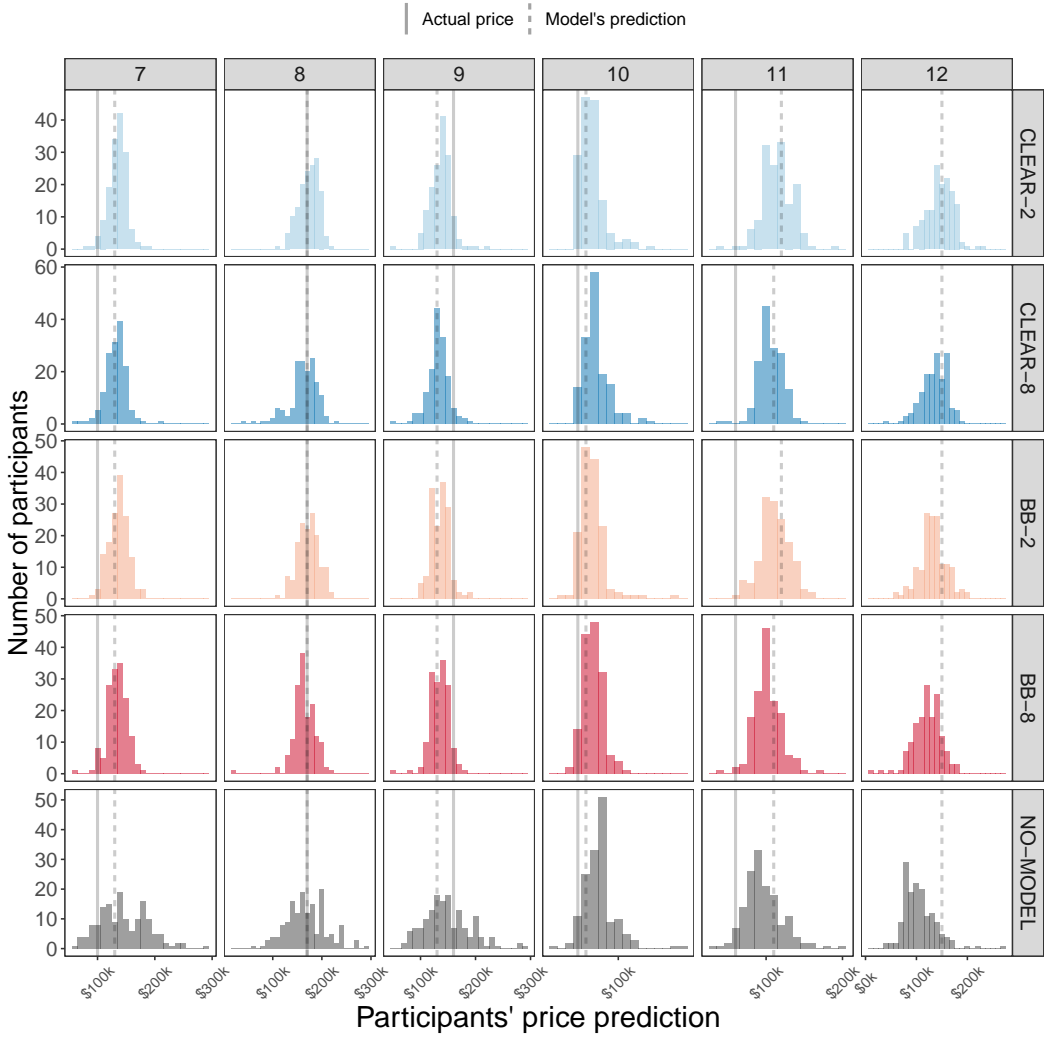 Actual price Model's prediction
7 8 9 10 11 12
CLEAR−2
40
30
20
10
0
CLEAR−8
60
40
20
0
BB−2
50
40
30
20
10
0
BB−8
50
40
30
20
10
0
NO−MODEL
50
40
30
20
10
0
Number of participants
$100k $200k $300k $100k $200k $300k $100k $200k $300k $100k $100k $200k $0k $100k $200k
Participants' price prediction